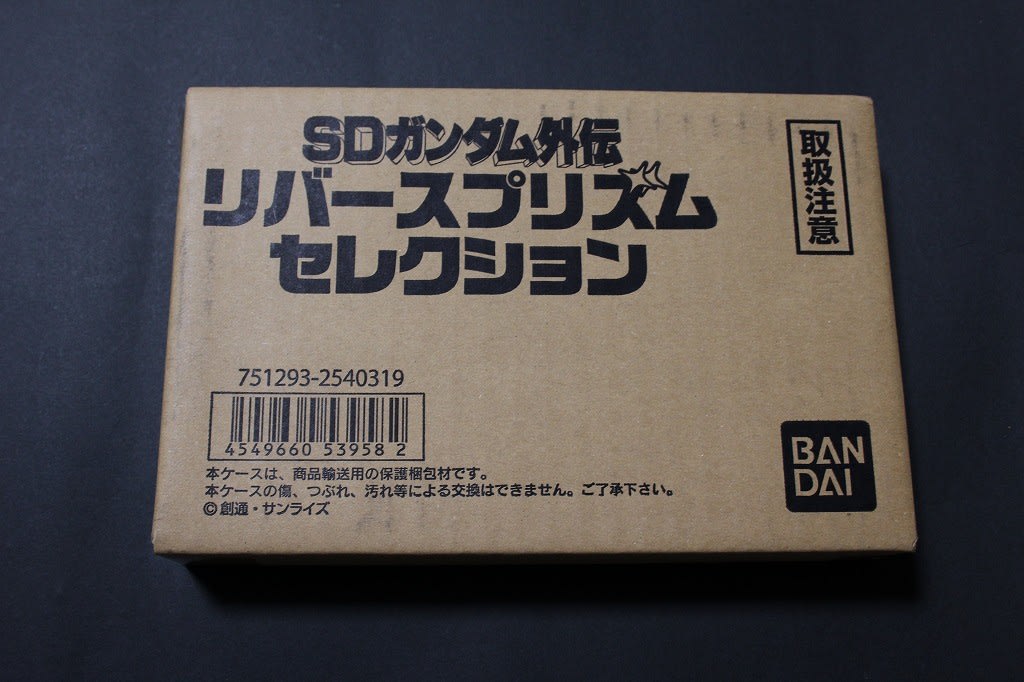 SDガンダム外伝
リバースプリズム
セレクション
取扱注意
751293-2540319
4549660 53958 2
本ケースは、商品輸送用の保護梱包材です。
本ケースの傷、つぶれ、汚れ等による交換はできません。ご了承下さい。
©創通・サンライズ
BAN
DAI